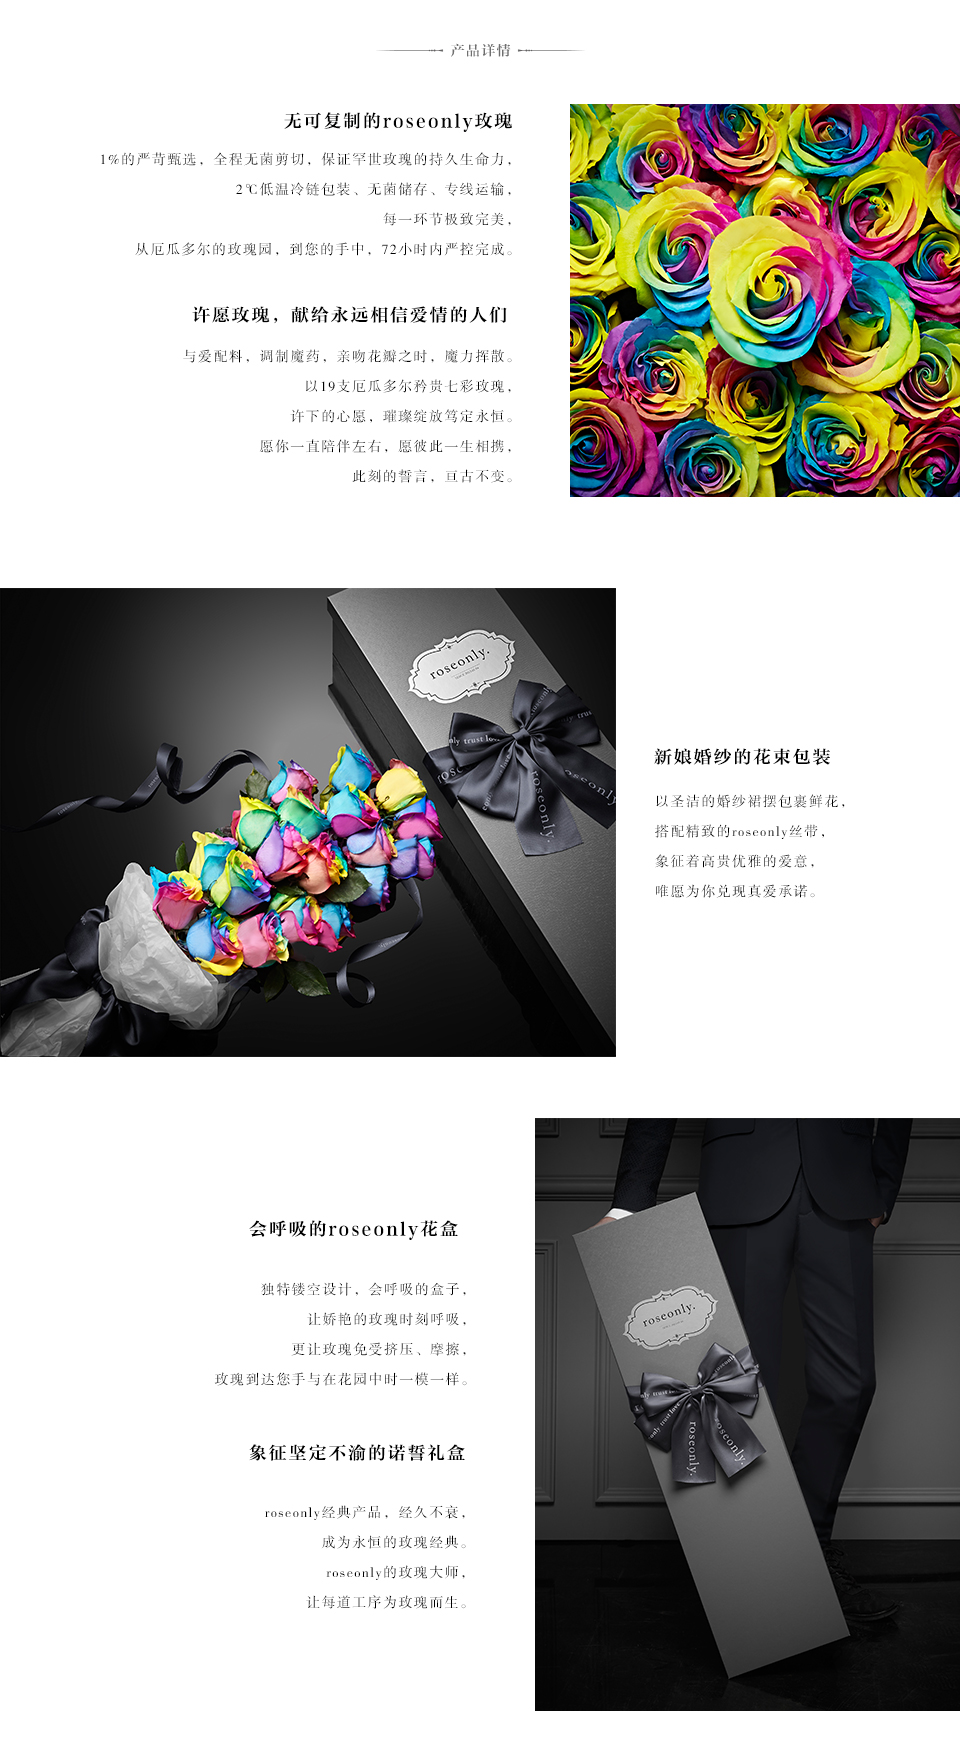 产品详情
无可复制的roseonly玫瑰
1%的严苛甄选，全程无菌剪切，保证罕世玫瑰的持久生命力，
2℃低温冷链包装、无菌储存、专线运输，
每一环节极致完美，
从厄瓜多尔的玫瑰园，到您的手中，72小时内严控完成。
许愿玫瑰，献给永远相信爱情的人们
与爱配料，调制魔药，亲吻花瓣之时，魔力挥散。
以19支厄瓜多尔矜贵七彩玫瑰，
许下的心愿，璀璨绽放笃定永恒。
愿你一直陪伴左右，愿彼此一生相携，
此刻的誓言，亘古不变。
roseonly.
only trust love
roseonly.
roseonly
新娘婚纱的花束包装
以圣洁的婚纱裙摆包裹鲜花，
搭配精致的roseonly丝带，
象征着高贵优雅的爱意，
唯愿为你兑现真爱承诺。
会呼吸的roseonly花盒
独特镂空设计，会呼吸的盒子，
让娇艳的玫瑰时刻呼吸，
更让玫瑰免受挤压、摩擦，
玫瑰到达您手与在花园中时一模一样。
象征坚定不渝的诺誓礼盒
roseonly经典产品，经久不衰，
成为永恒的玫瑰经典。
roseonly的玫瑰大师，
让每道工序为玫瑰而生。
roseonly.
only trust love
roseonly.
roseonly.